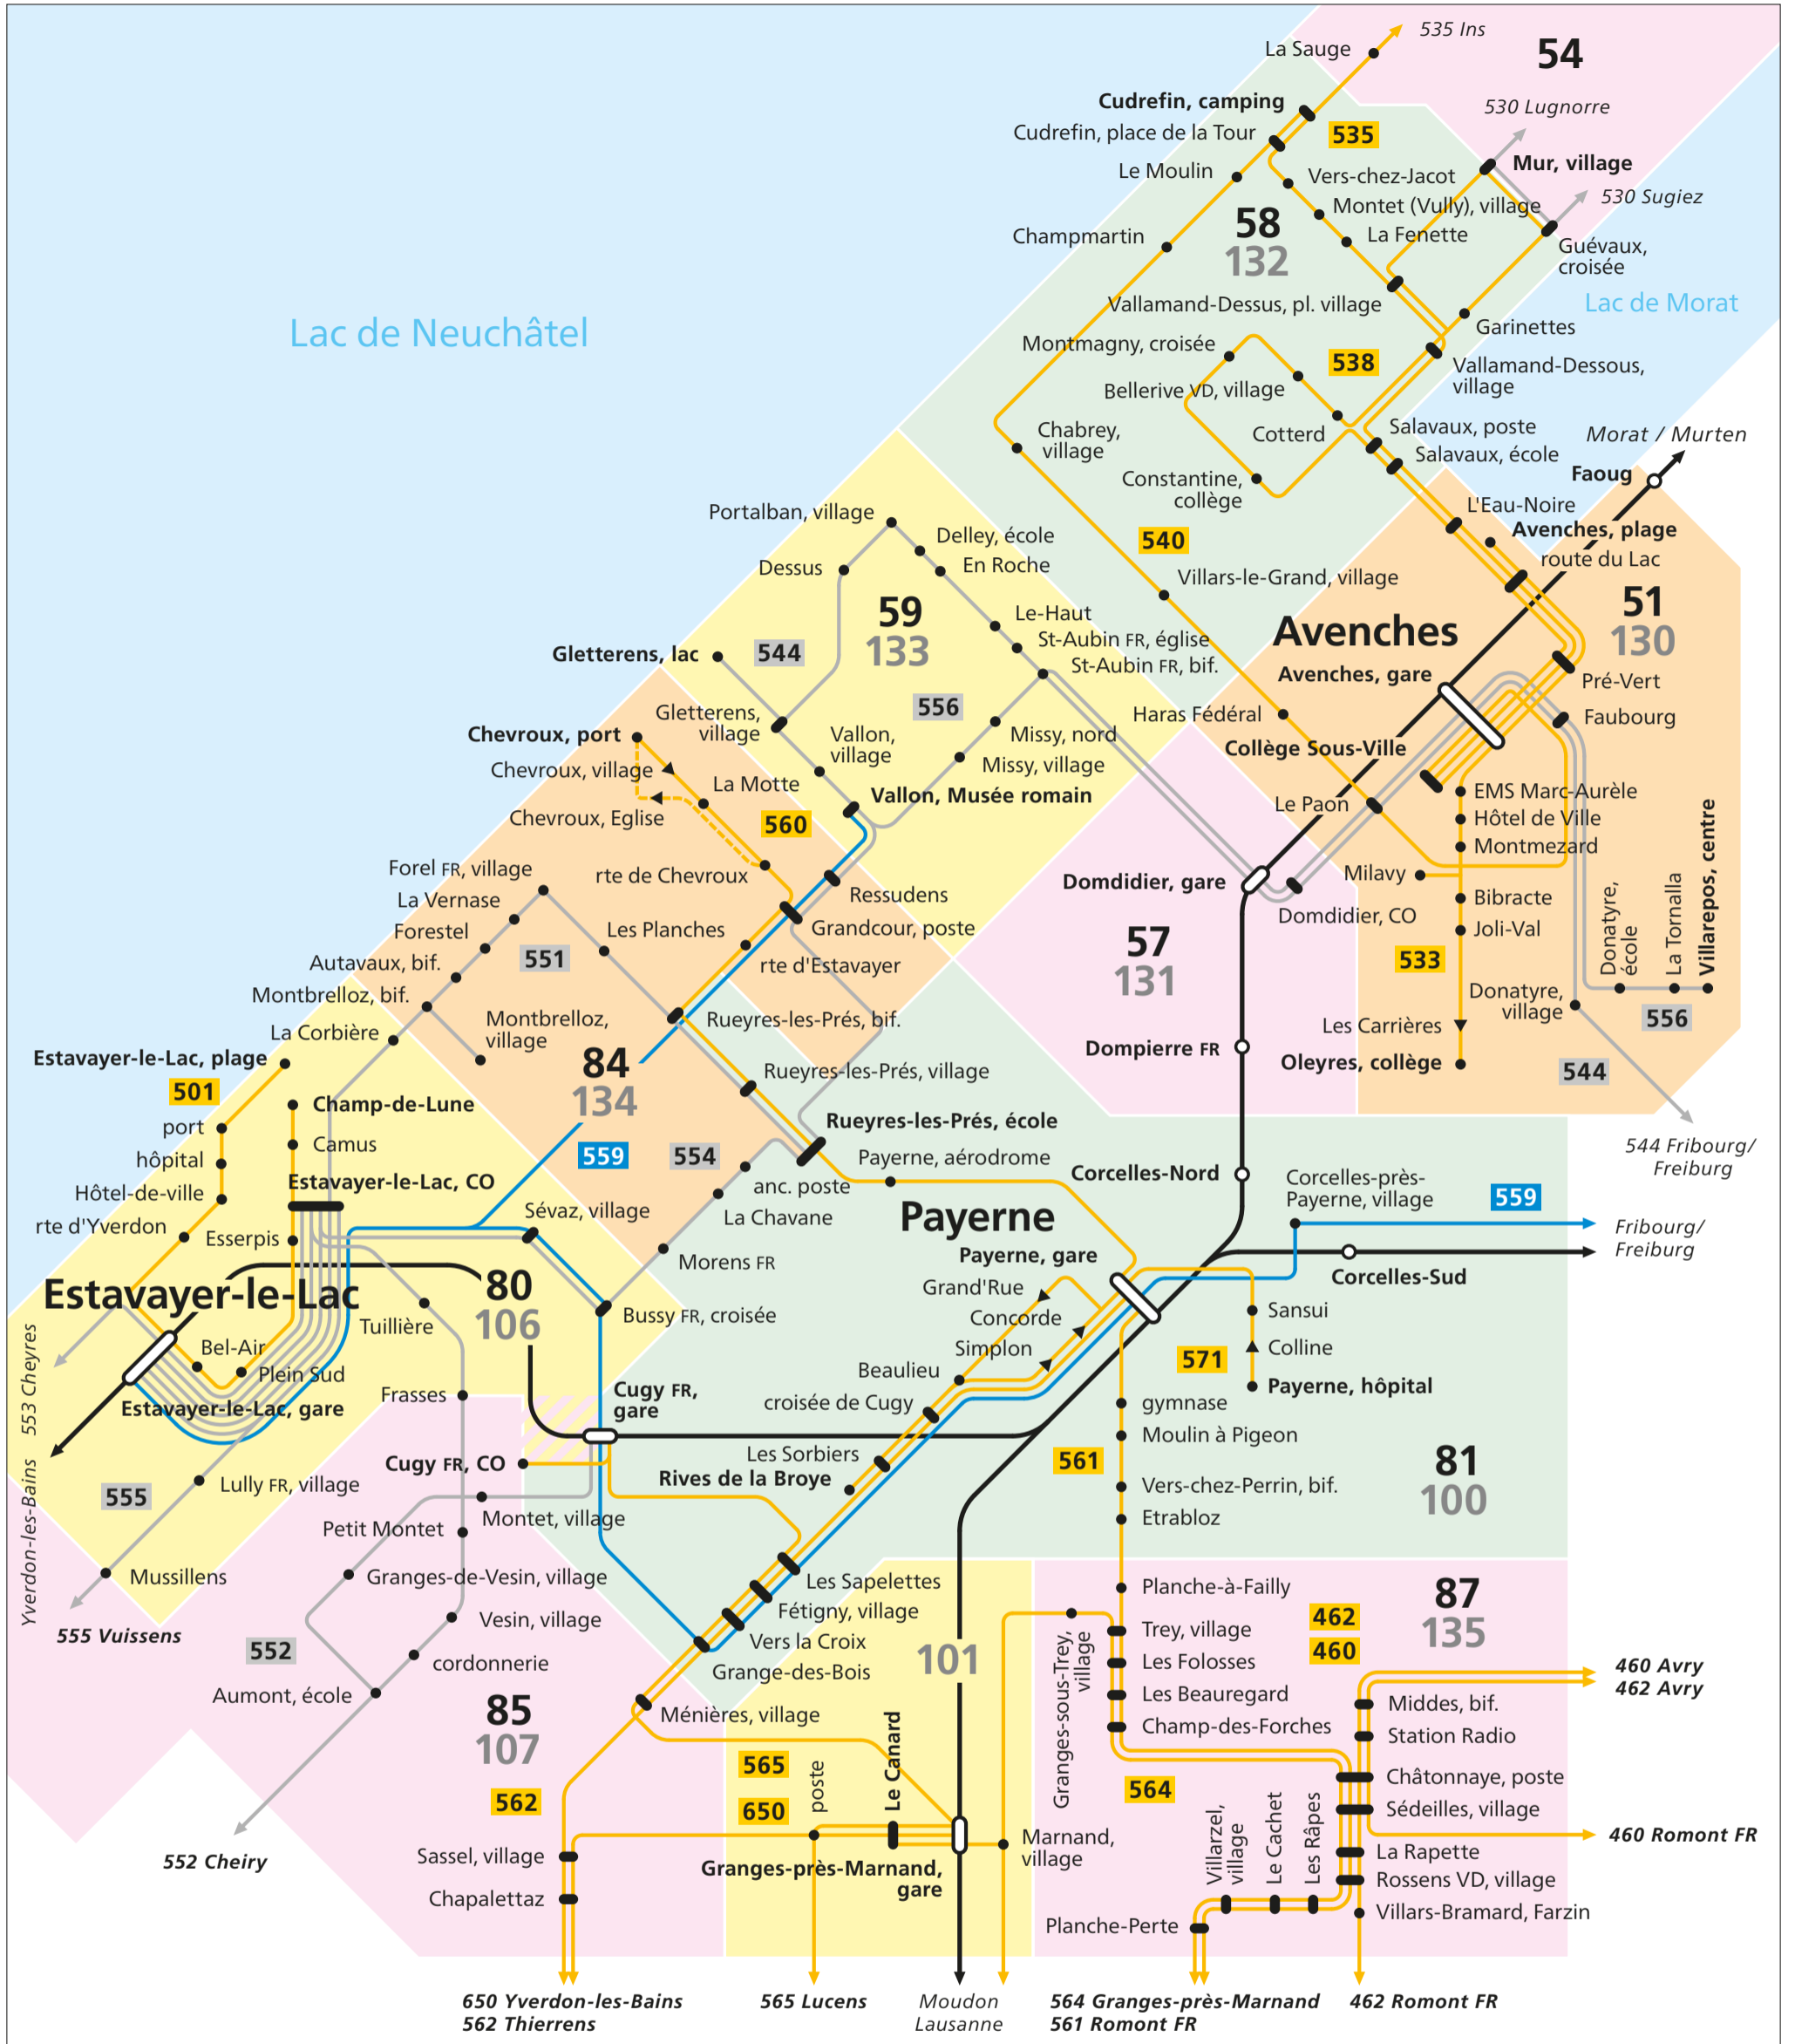 535 Ins
La Sauge
54
Cudrefin, camping
530 Lugnorre
Cudrefin, place de la Tour
535
Le Moulin
Mur, village
Vers-chez-Jacot
530 Sugiez
Montet (Vully), village
58
132
La Fenette
Champmartin
Guévaux,
croisée
Vallamand-Dessus, pl. village
Lac de Morat
Lac de Neuchâtel
Garinettes
Montmagny, croisée
538
Vallamand-Dessous,
village
Bellerive VD, village
Chabrey,
village
Cotterd
Salavaux, poste
Morat / Murten
Salavaux, école
Faoug
Constantine,
collège
L'Eau-Noire
Portalban, village
Avenches, plage
Delley, école
540
route du Lac
Dessus
En Roche
Villars-le-Grand, village
59
133
51
130
Le-Haut
Avenches
St-Aubin FR, église
Gletterens, lac
544
St-Aubin FR, bif.
Avenches, gare
Pré-Vert
556
Gletterens,
village
Haras Fédéral
Faubourg
Chevroux, port
Vallon,
village
Missy, nord
Collège Sous-Ville
Chevroux, village
Missy, village
La Motte
EMS Marc-Aurèle
Vallon, Musée romain
Le Paon
Chevroux, Eglise
560
Hôtel de Ville
Montmezard
Forel FR, village
rte de Chevroux
Domdidier, gare
Milavy
La Vernase
Ressudens
Bibracte
Domdidier, CO
Forestel
Les Planches
Grandcour, poste
Joli-Val
57
131
551
533
Donatyre,
école
La Tornalla
Villarepos, centre
Autavaux, bif.
rte d'Estavayer
Montbrelloz, bif.
Donatyre,
village
Montbrelloz,
village
Rueyres-les-Prés, bif.
556
La Corbière
Les Carrières
Estavayer-le-Lac, plage
84
134
Dompierre FR
Oleyres, collège
501
Rueyres-les-Prés, village
544
Champ-de-Lune
port
Rueyres-les-Prés, école
Camus
544 Fribourg/
Freiburg
hôpital
559
554
Payerne, aérodrome
Corcelles-Nord
Estavayer-le-Lac, CO
anc. poste
Corcelles-près-
Payerne, village
559
Hôtel-de-ville
Sévaz, village
La Chavane
rte d'Yverdon
Esserpis
Payerne
Fribourg/
Freiburg
Morens FR
Payerne, gare
Corcelles-Sud
Estavayer-le-Lac
80
106
Grand'Rue
Concorde
Sansui
Tuillière
Bussy FR, croisée
Simplon
Colline
Bel-Air
571
Plein Sud
Beaulieu
Payerne, hôpital
Frasses
Cugy FR,
gare
croisée de Cugy
gymnase
Estavayer-le-Lac, gare
553 Cheyres
Moulin à Pigeon
Cugy FR, CO
Les Sorbiers
561
81
100
Rives de la Broye
Lully FR, village
Vers-chez-Perrin, bif.
555
Montet, village
Etrabloz
Petit Montet
Yverdon-les-Bains
Mussillens
Granges-de-Vesin, village
Les Sapelettes
Planche-à-Failly
87
135
Fétigny, village
Vesin, village
462
Trey, village
555 Vuissens
Vers la Croix
552
460
cordonnerie
Grange-des-Bois
101
Granges-sous-Trey,
village
Les Folosses
460 Avry
462 Avry
Aumont, école
Les Beauregard
Middes, bif.
85
107
Ménières, village
Champ-des-Forches
Station Radio
565
poste
Le Canard
Châtonnaye, poste
564
562
650
Sédeilles, village
Marnand,
village
460 Romont FR
Villarzel,
village
Le Cachet
Les Râpes
Sassel, village
La Rapette
552 Cheiry
Granges-près-Marnand,
gare
Rossens VD, village
Chapalettaz
Villars-Bramard, Farzin
Planche-Perte
650 Yverdon-les-Bains
562 Thierrens
565 Lucens
Moudon
Lausanne
564 Granges-près-Marnand
561 Romont FR
462 Romont FR